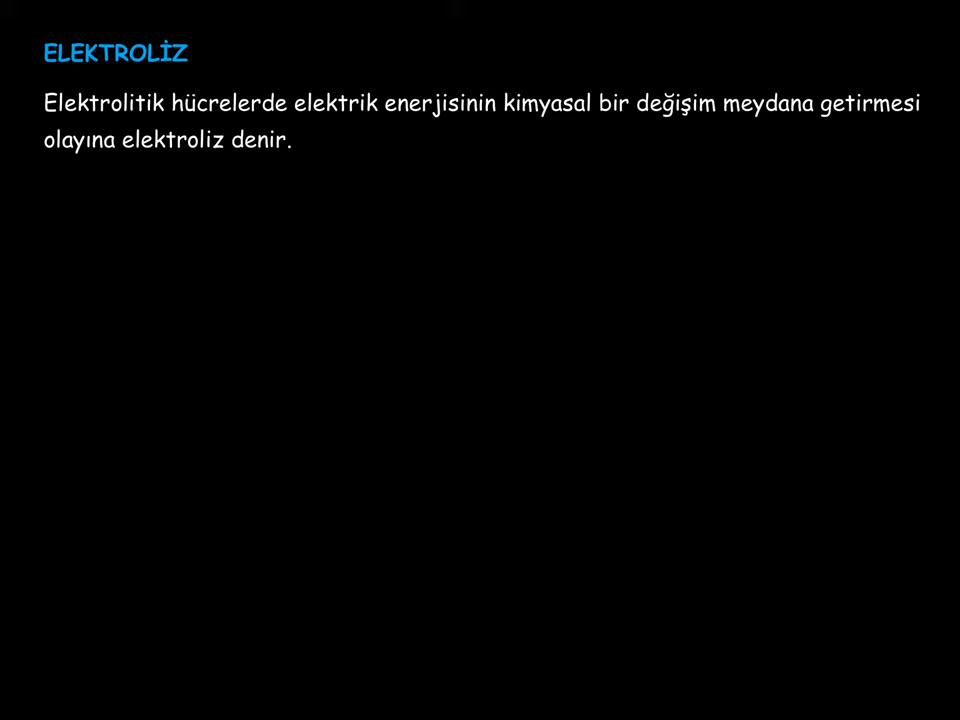 ELEKTROLİZ
Elektrolitik hücrelerde elektrik enerjisinin kimyasal bir değişim meydana getirmesi
olayına elektroliz denir.